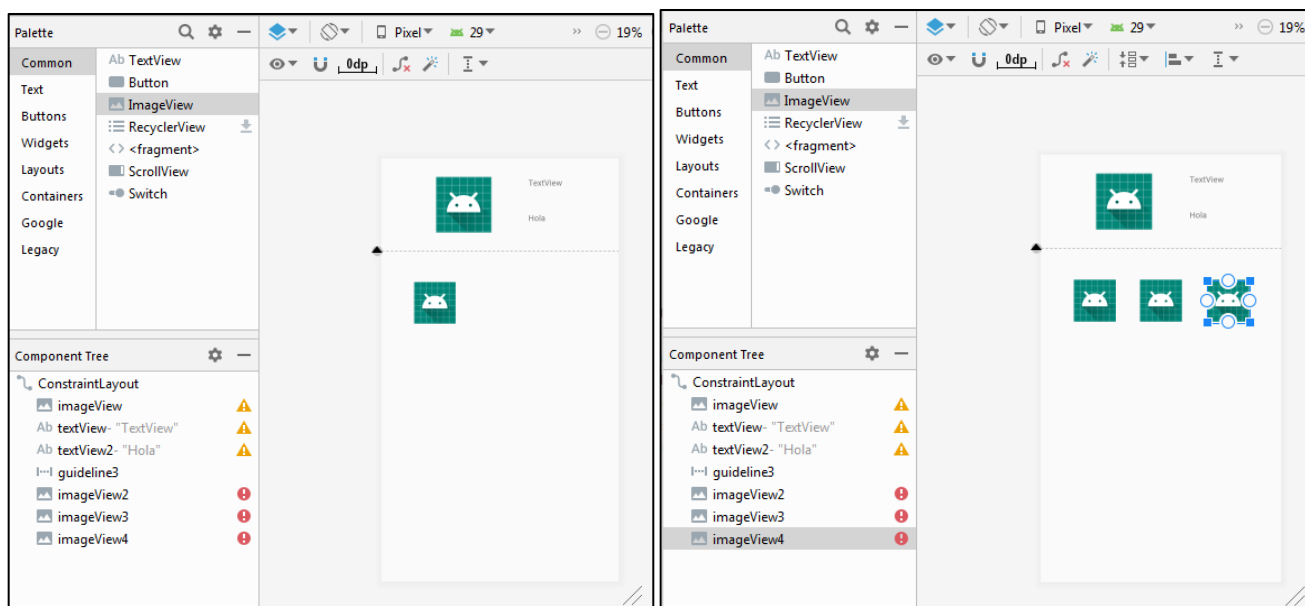 Palette
Pixel
29
19%
Common
Text
Buttons
Widgets
Layouts
Containers
Google
Legacy
Ab TextView
Button
ImageView
RecyclerView
<fragment>
ScrollView
Switch
0dp
TextView
Hola
Component Tree
ConstraintLayout
imageView
Ab textView- "TextView"
Ab textView2- "Hola"
guideline3
imageView2
imageView3
imageView4
Palette
Pixel
29
19%
Common
Text
Buttons
Widgets
Layouts
Containers
Google
Legacy
Ab TextView
Button
ImageView
RecyclerView
<fragment>
ScrollView
Switch
0dp
TextView
Hola
Component Tree
ConstraintLayout
imageView
Ab textView- "TextView"
Ab textView2- "Hola"
guideline3
imageView2
imageView3
imageView4